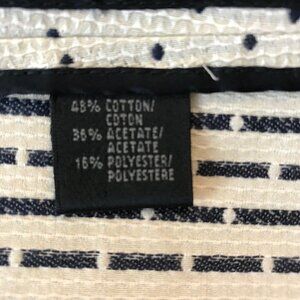 48% COTTON/
COTON
36% ACETATE/
ACETATE
16% POLYESTER/
POLYESTERE